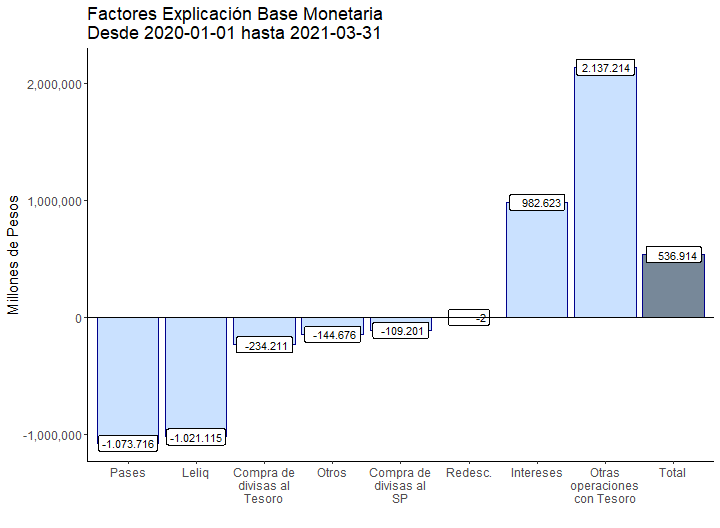 Factores Explicación Base Monetaria
Desde 2020-01-01 hasta 2021-03-31
Millones de Pesos
2,000,000
1,000,000
0
-1,000,000
-1.073.716
-1.021.115
-234.211
-144.676
-109.201
-2
982.623
2.137.214
536.914
Pases
Leliq
Compra de
divisas al
Tesoro
Otros
Compra de
divisas al
SP
Redesc.
Intereses
Otras
operaciones
con Tesoro
Total